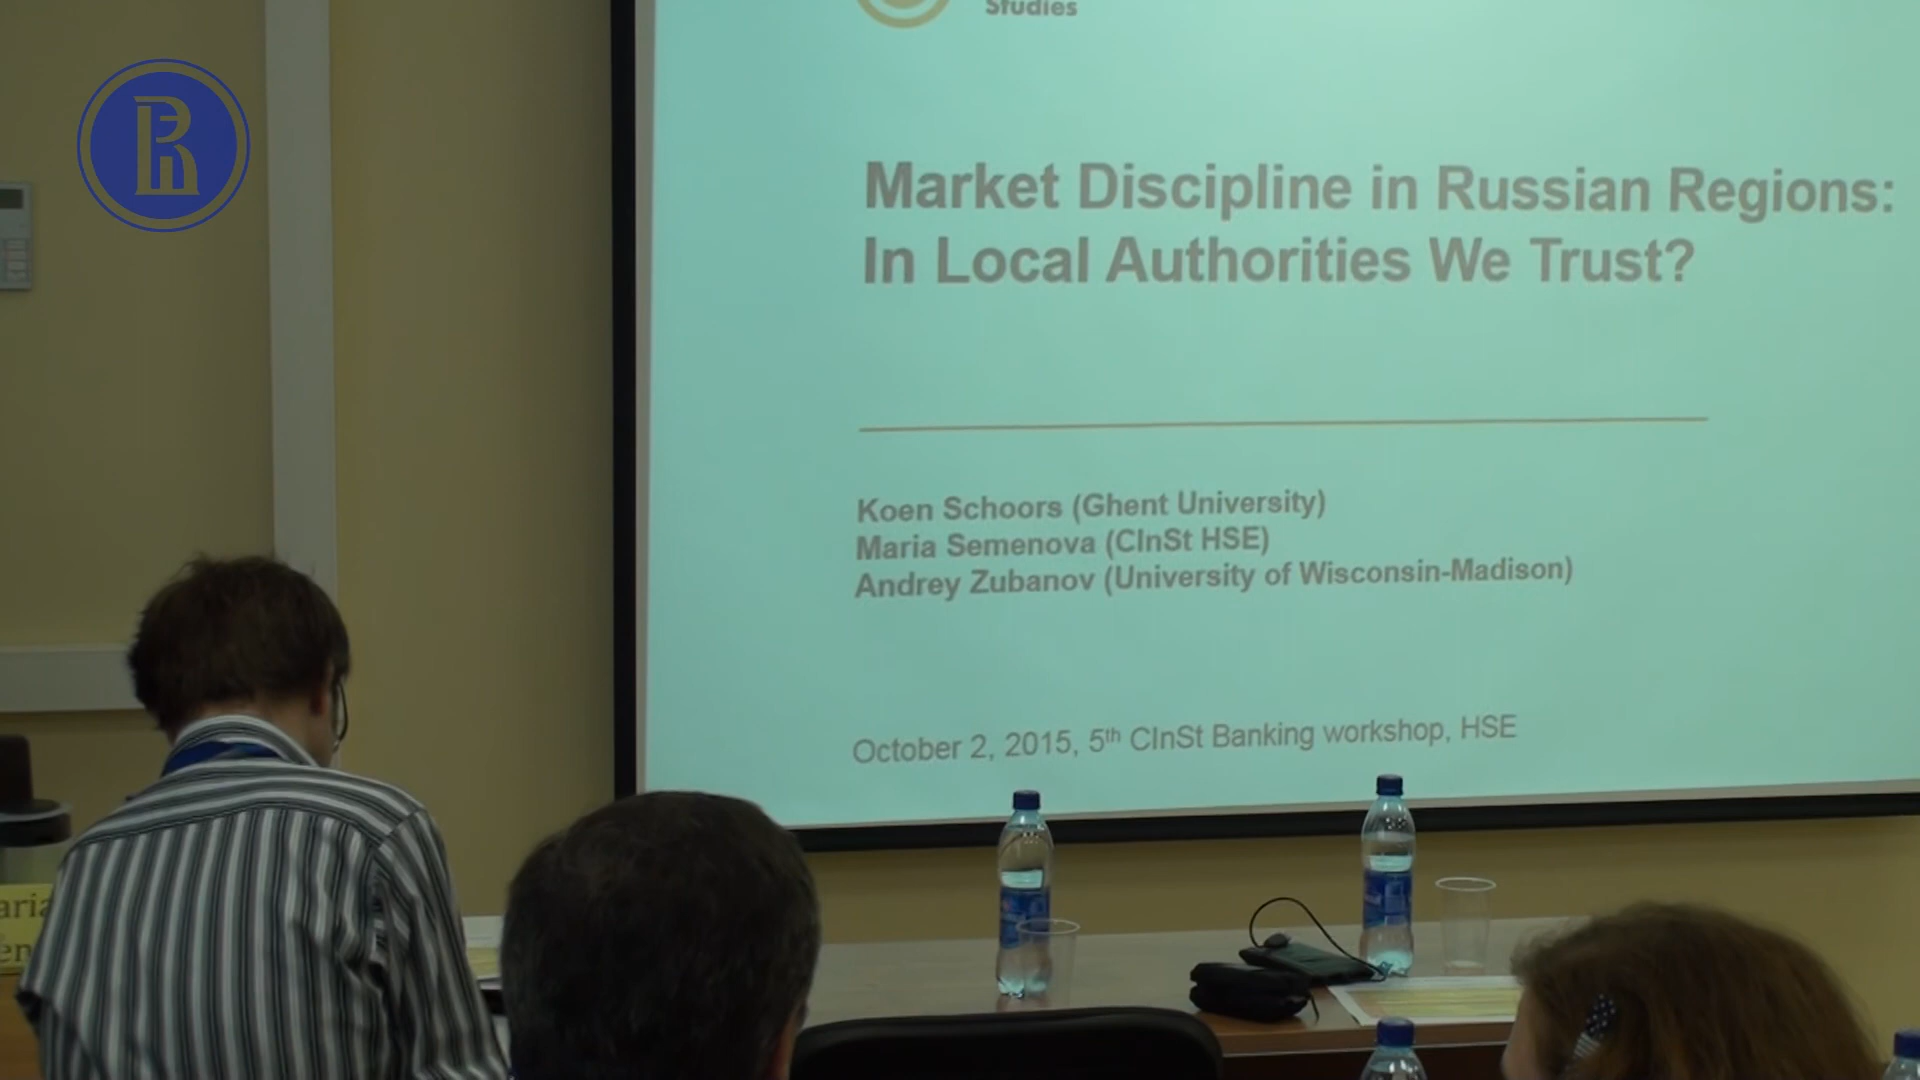 Studies
Market Discipline in Russian Regions:
In Local Authorities We Trust?
Koen Schoors (Ghent University)
Maria Semenova (CInSt HSE)
Andrey Zubanov (University of Wisconsin-Madison)
October 2, 2015, 5th CInSt Banking workshop, HSE